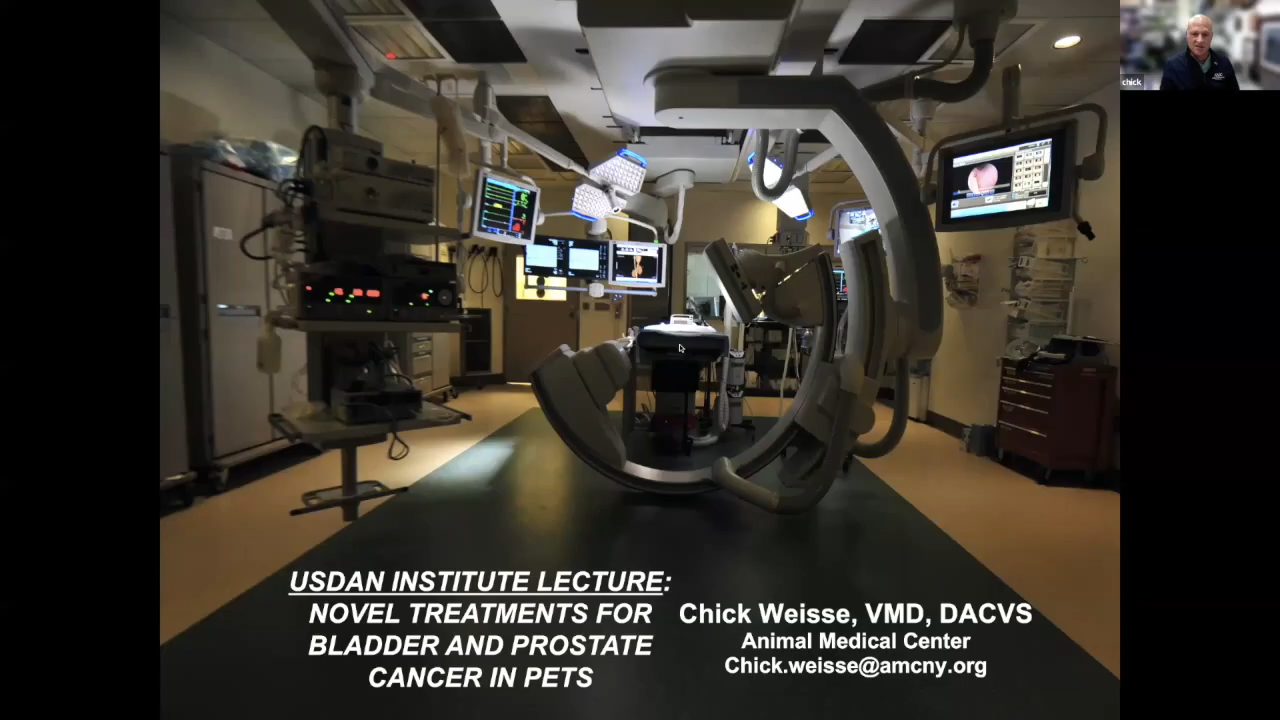 chick
USDAN INSTITUTE LECTURE:
NOVEL TREATMENTS FOR
BLADDER AND PROSTATE
CANCER IN PETS
Chick Weisse, VMD, DACVS
Animal Medical Center
Chick.weisse@amcny.org